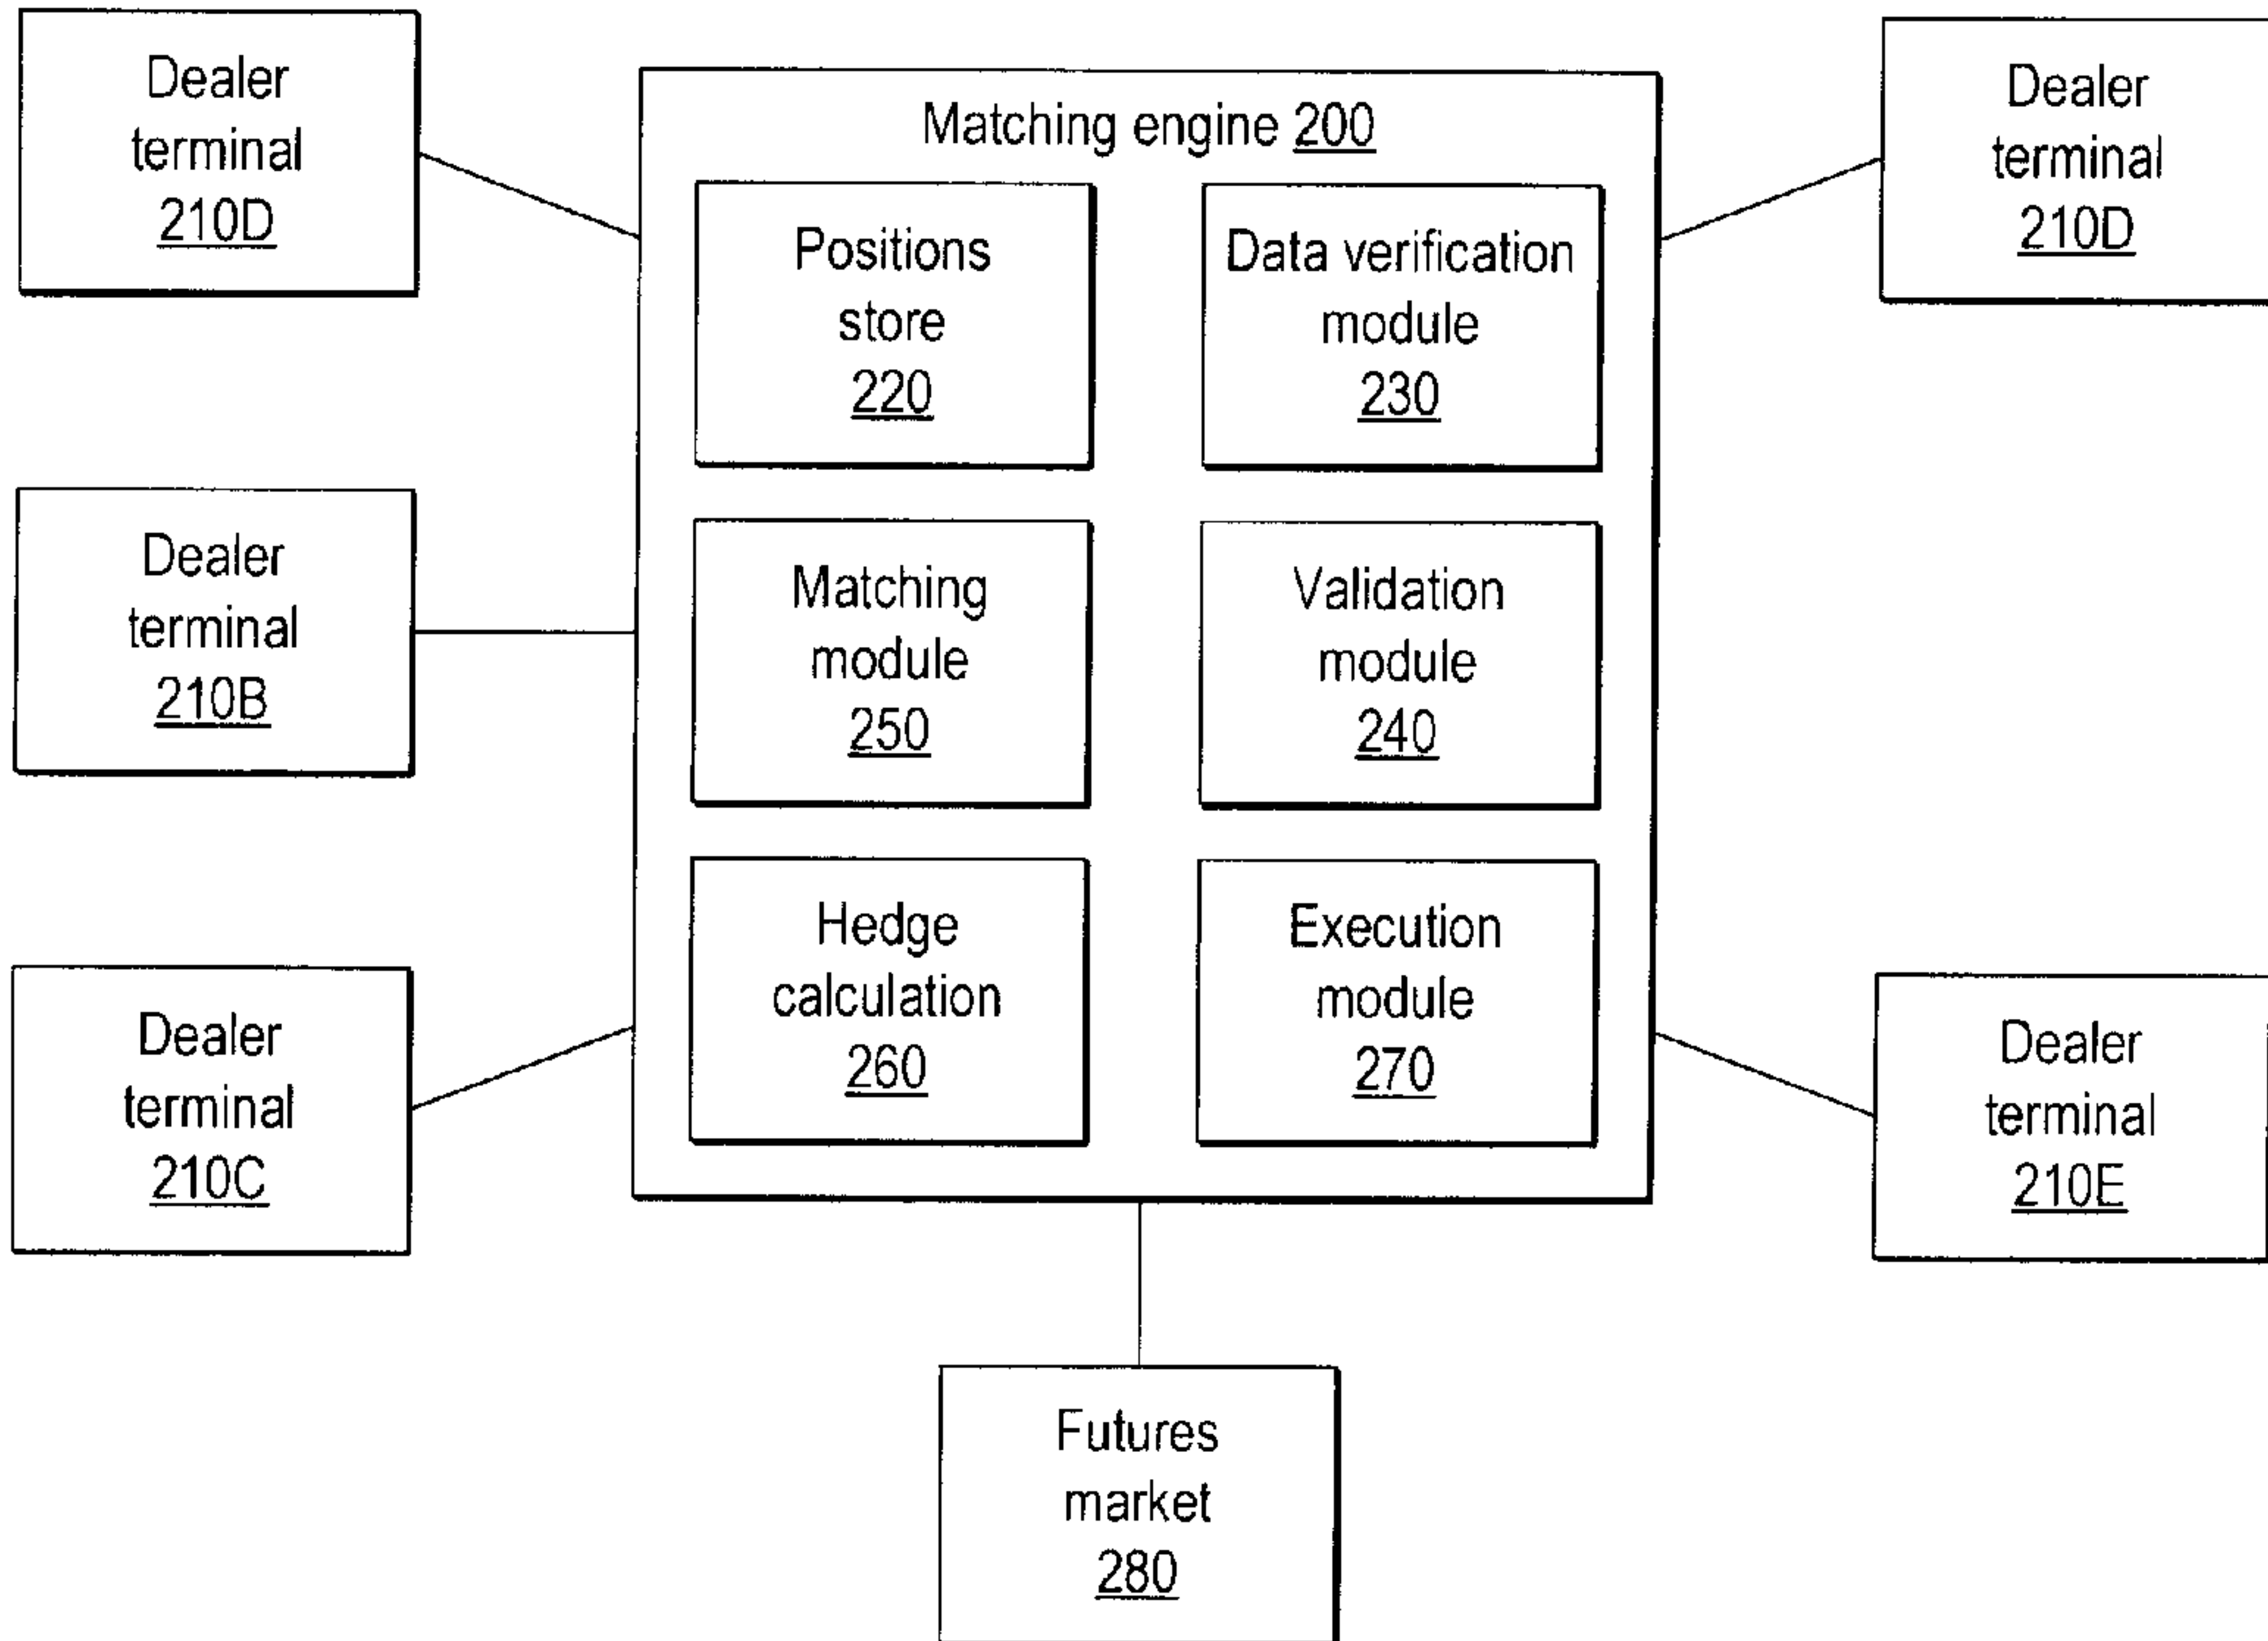 Dealer
terminal
210D
Dealer
terminal
210B
Dealer
terminal
210C
Matching engine 200
Positions
store
220
Data verification
module
230
Matching
module
250
Validation
module
240
Hedge
calculation
260
Execution
module
270
Dealer
terminal
210D
Dealer
terminal
210E
Futures
market
280